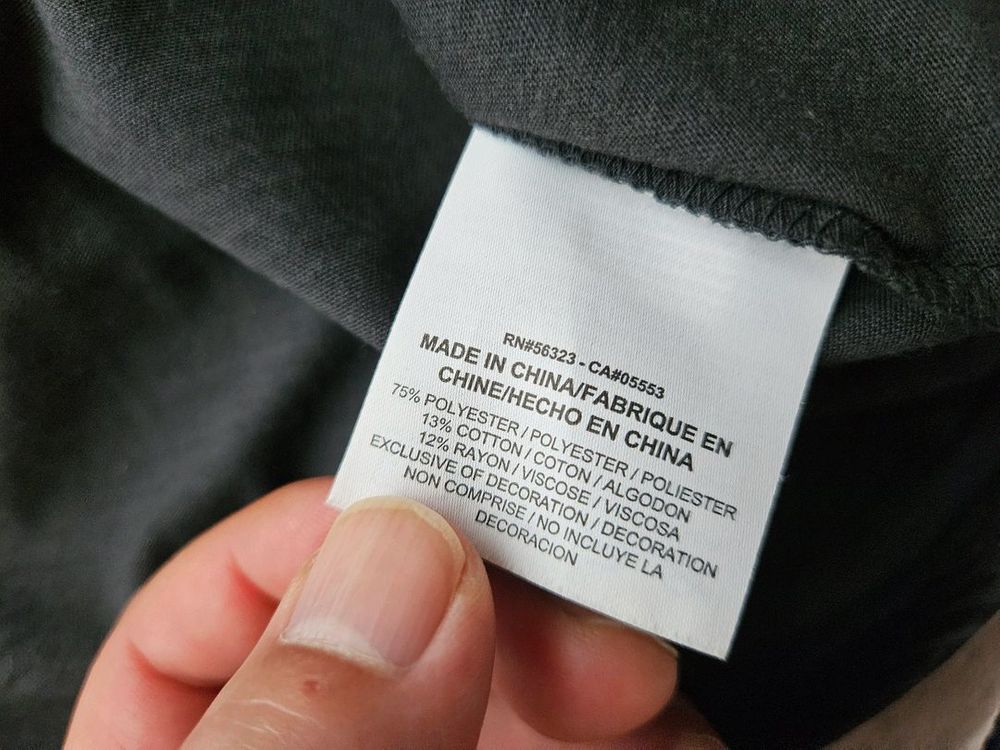 RN#56323 - CA#05553
MADE IN CHINA/FABRIQUE EN
CHINE/HECHO EN CHINA
75% POLYESTER / POLYESTER / POLIESTER
13% COTTON / COTON / ALGODON
12% RAYON / VISCOSE / VISCOSA
EXCLUSIVE OF DECORATION / DECORATION
NON COMPRISE / NO INCLUYE LA
DECORACION